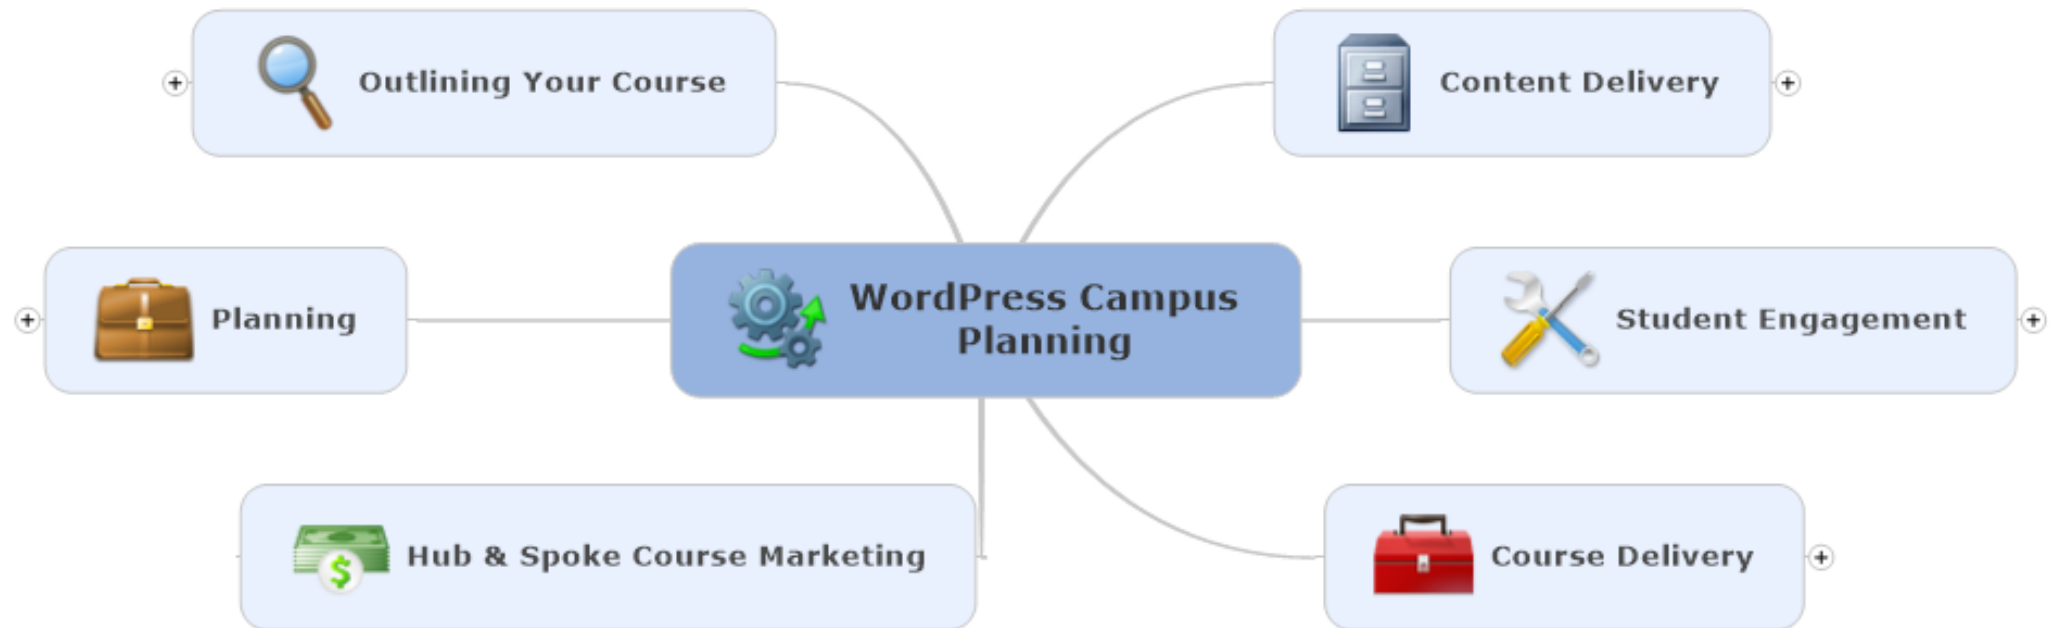 Outlining Your Course
Content Delivery
Planning
WordPress Campus
Planning
Student Engagement
Hub & Spoke Course Marketing
Course Delivery